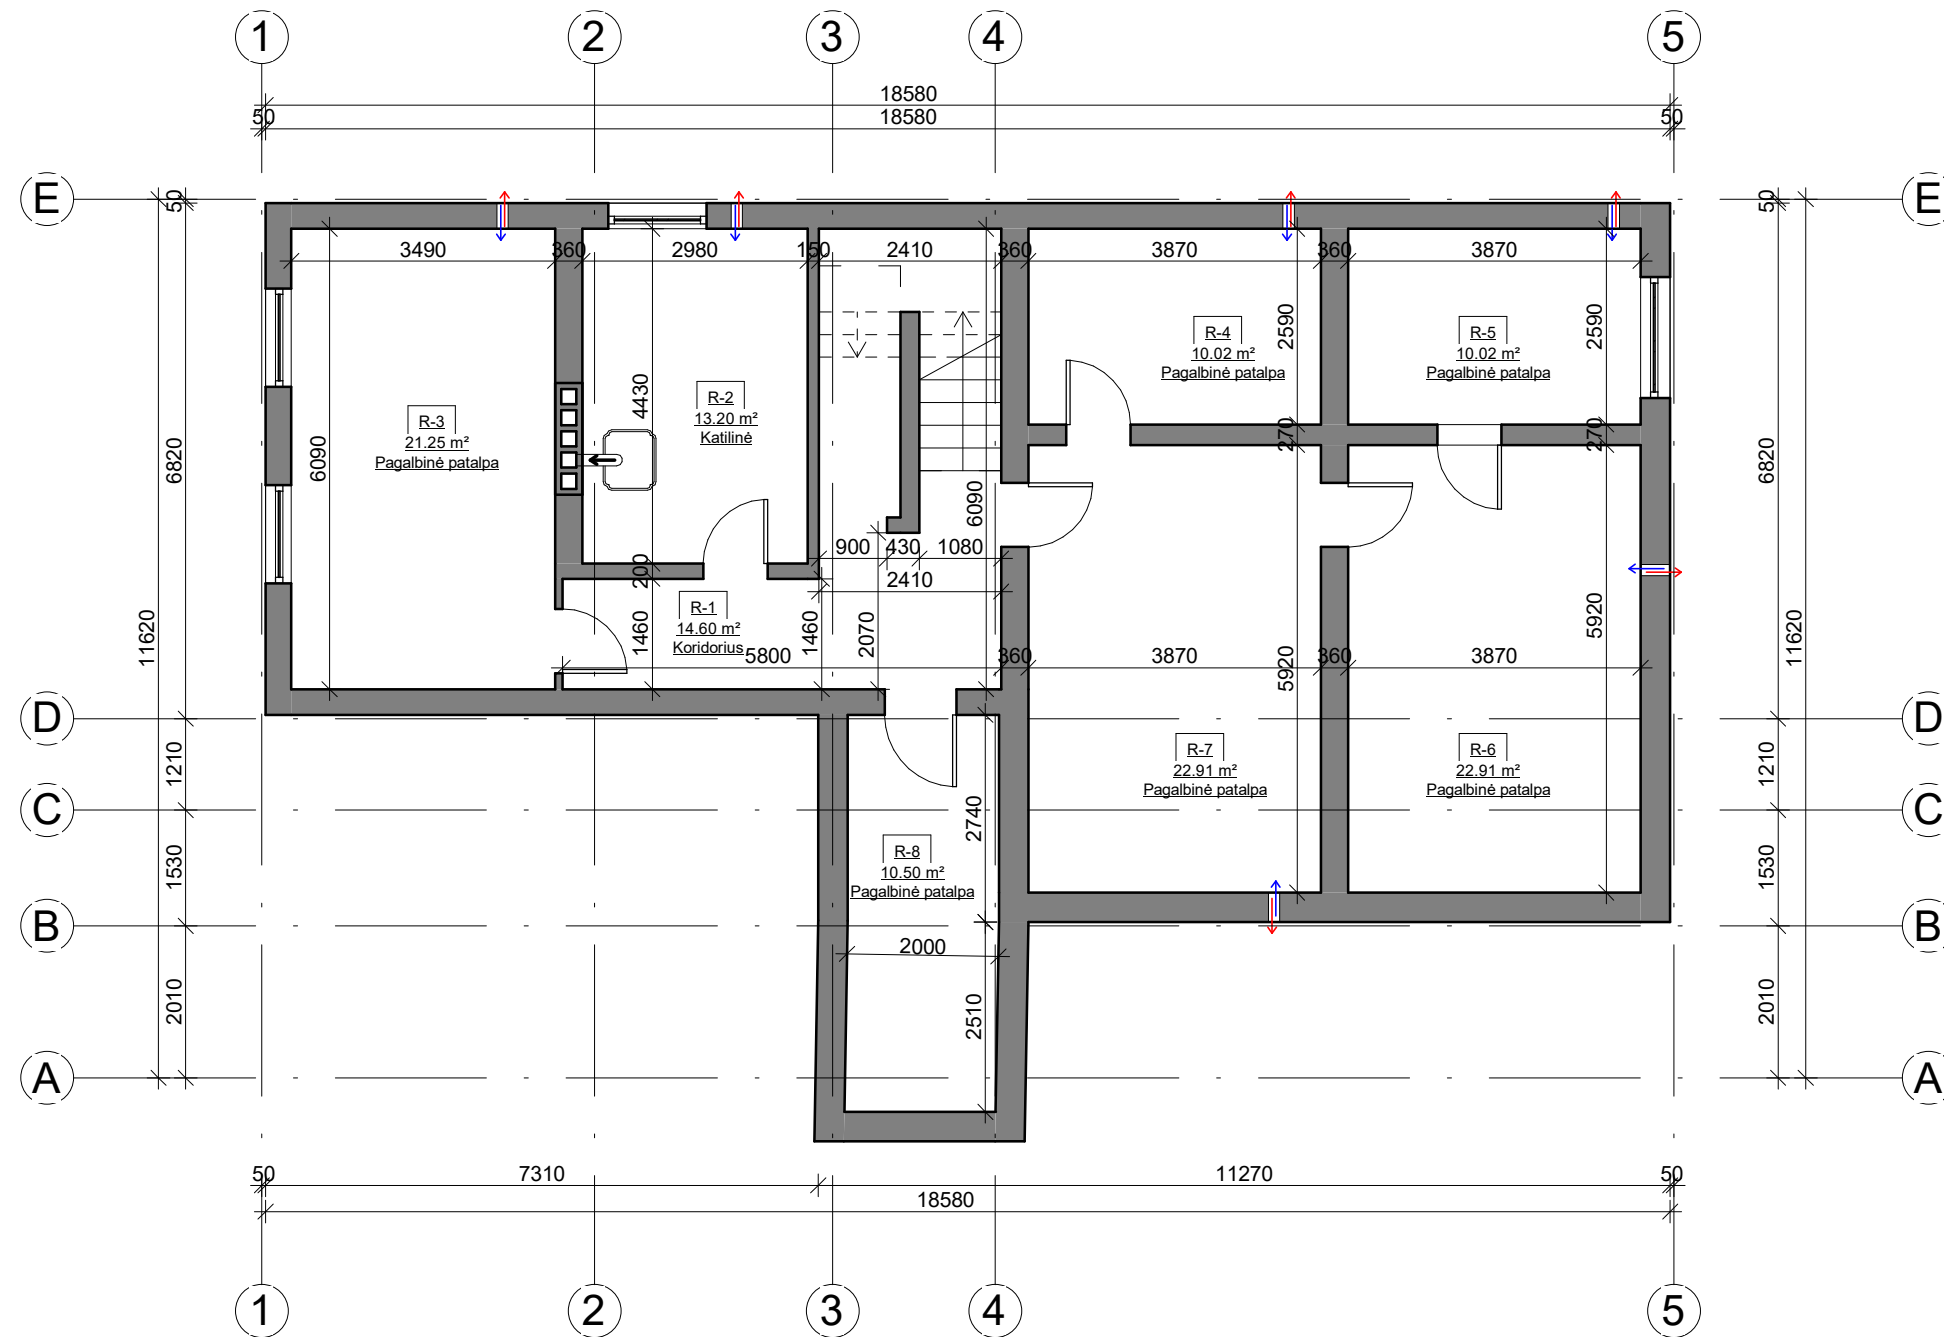 1 2 3 4 5
18580
50 18580 50
E 50 50 E
3490 360 2980 150 2410 360 3870 360 3870
R-4
10.02 m²
Pagalbinė patalpa
2590
R-5
10.02 m²
Pagalbinė patalpa
2590
R-3
21.25 m²
Pagalbinė patalpa
6090
4430
R-2
13.20 m²
Katilinė
270 270
6820 6820
6090
900 430 1080
2410
200
R-1
14.60 m²
Koridorius
1460 1460 2070
5800 360 3870 360 3870
5920 5920
11620 11620
D D
1210 1210
R-7
22.91 m²
Pagalbinė patalpa
R-6
22.91 m²
Pagalbinė patalpa
C C
2740
R-8
10.50 m²
Pagalbinė patalpa
1530 1530
B B
2000
2510
2010 2010
A A
50 7310 11270 50
18580
1 2 3 4 5